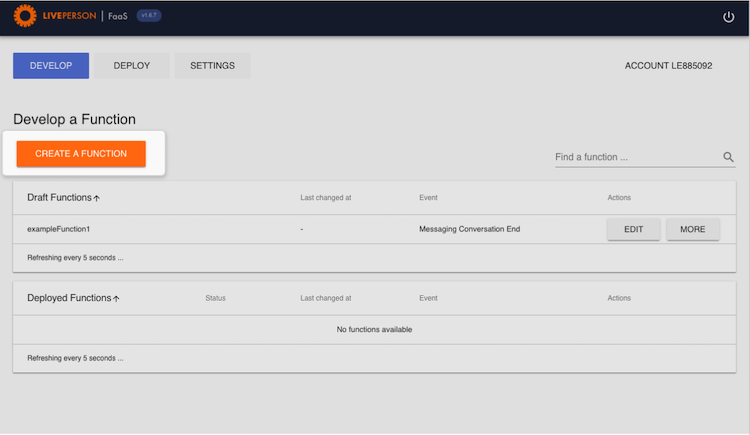 LIVEPERSON | FaaS v1.6.7
DEVELOP DEPLOY SETTINGS ACCOUNT LE885092
Develop a Function
CREATE A FUNCTION
Find a function ...
Draft Functions Last changed at Event Actions
exampleFunction1 - Messaging Conversation End EDIT MORE
Refreshing every 5 seconds ...
Deployed Functions Status Last changed at Event Actions
No functions available
Refreshing every 5 seconds ...